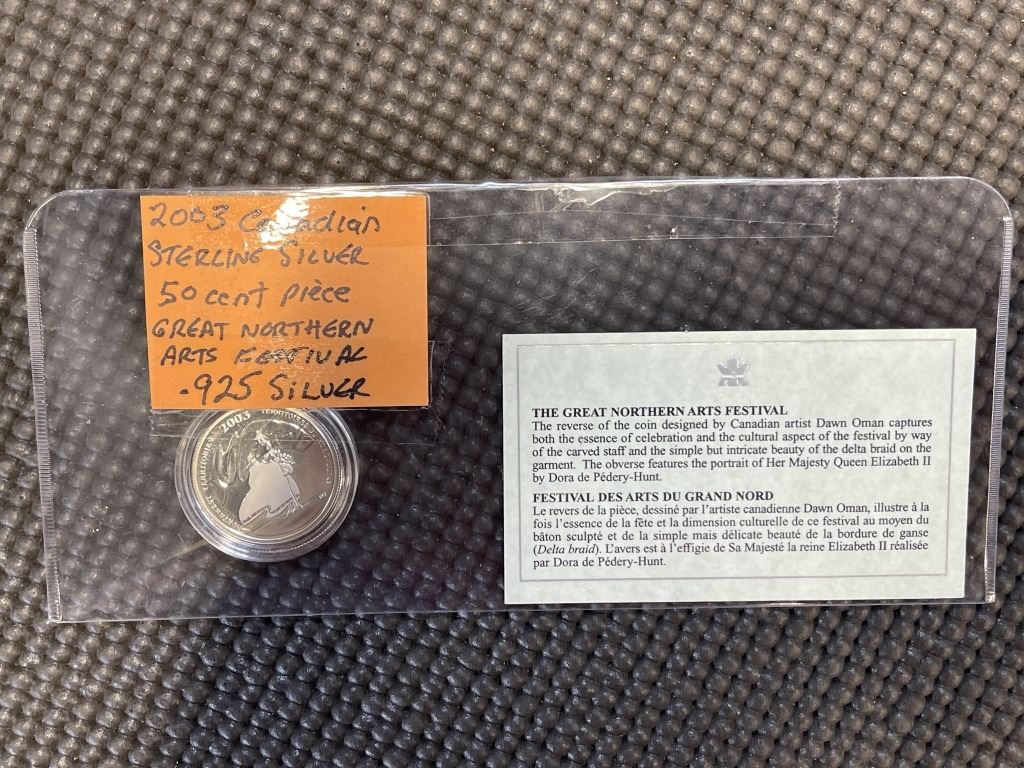 2003 Canadian
STERLING SILVER
50 cent pièce
GREAT NORTHERN
ARTS FESTIVAL
.925 SILVER
2003
THE GREAT NORTHERN ARTS FESTIVAL
The reverse of the coin designed by Canadian artist Dawn Oman captures
both the essence of celebration and the cultural aspect of the festival by way
of the carved staff and the simple but intricate beauty of the delta braid on the
garment. The obverse features the portrait of Her Majesty Queen Elizabeth II
by Dora de Pédery-Hunt.
FESTIVAL DES ARTS DU GRAND NORD
Le revers de la pièce, dessiné par l'artiste canadienne Dawn Oman, illustre à la
fois l'essence de la fête et la dimension culturelle de ce festival au moyen du
bâton sculpté et de la simple mais délicate beauté de la bordure de ganse
(Delta braid). L'avers est à l'effigie de Sa Majesté la reine Elizabeth II réalisée
par Dora de Pédery-Hunt.